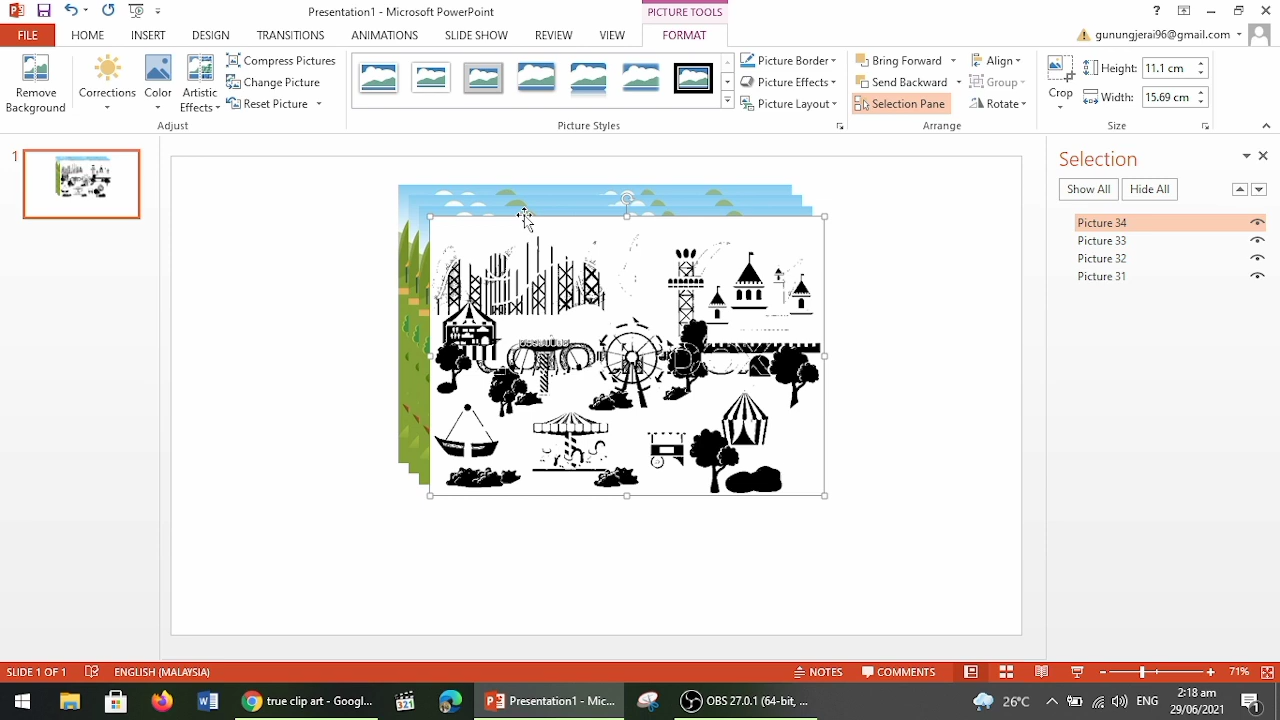 Presentation1 - Microsoft PowerPoint
PICTURE TOOLS
?
FILE
HOME
INSERT
DESIGN
TRANSITIONS
ANIMATIONS
SLIDE SHOW
REVIEW
VIEW
FORMAT
gunungjerai96@gmail.com
Remove
Background
Corrections
Color
Artistic
Effects
Compress Pictures
Change Picture
Reset Picture
Adjust
Picture Styles
Picture Border
Picture Effects
Picture Layout
Bring Forward
Send Backward
Selection Pane
Align
Group
Rotate
Arrange
Crop
Height:
11.1 cm
Width:
15.69 cm
Size
1
Selection
Show All
Hide All
Picture 34
Picture 33
Picture 32
Picture 31
SLIDE 1 OF 1
ENGLISH (MALAYSIA)
NOTES
COMMENTS
71%
true clip art - Googl...
Presentation1 - Mic...
OBS 27.0.1 (64-bit, ...
26°C
ENG
2:18 am
29/06/2021
1